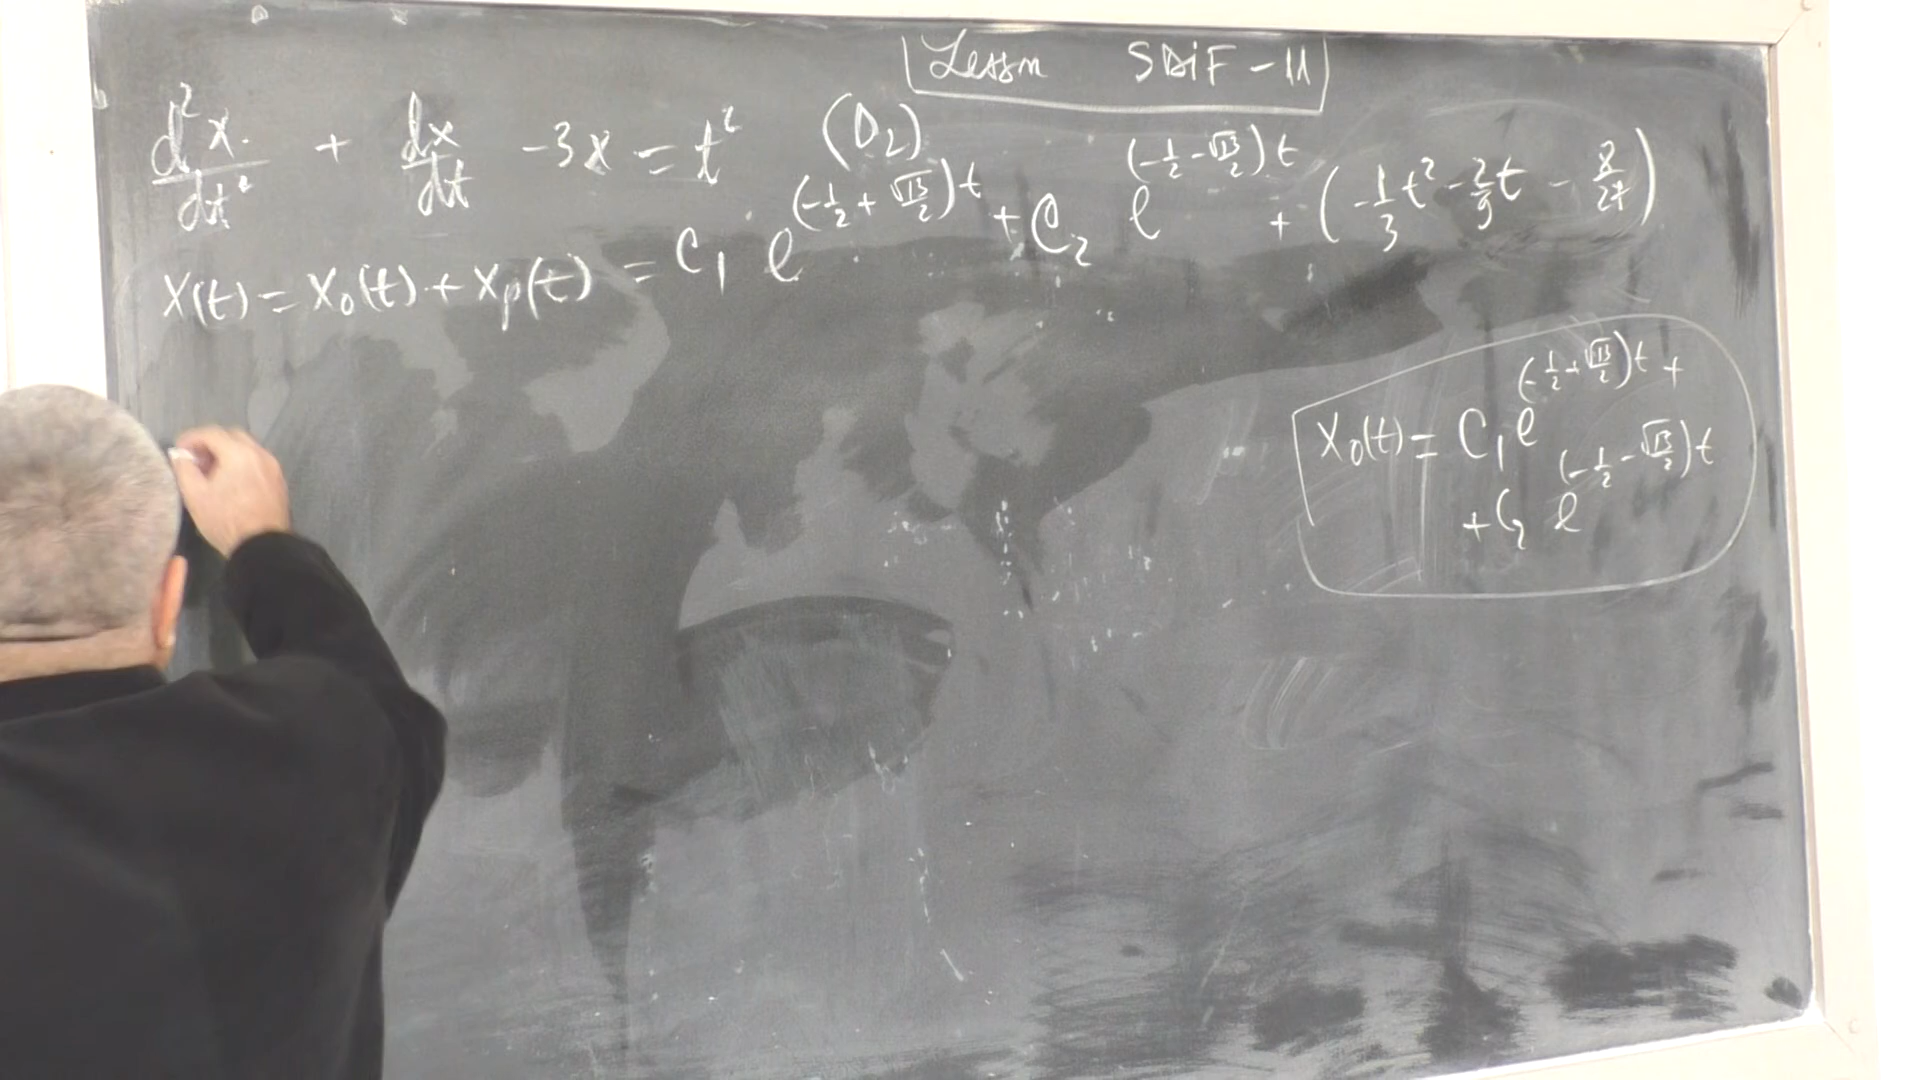 Lesson SDIF-11
d²x/dt² + dx/dt -3x = t² (D₂)
X(t) = X₀(t) + Xₚ(t) = C₁ e^{(-1/2 + √13/2)t} + C₂ e^{(-1/2 - √13/2)t} + (-1/3 t² - 2/9 t - 8/27)
X₀(t) = C₁ e^{(-1/2 + √13/2)t} +
+ C₂ e^{(-1/2 - √13/2)t}